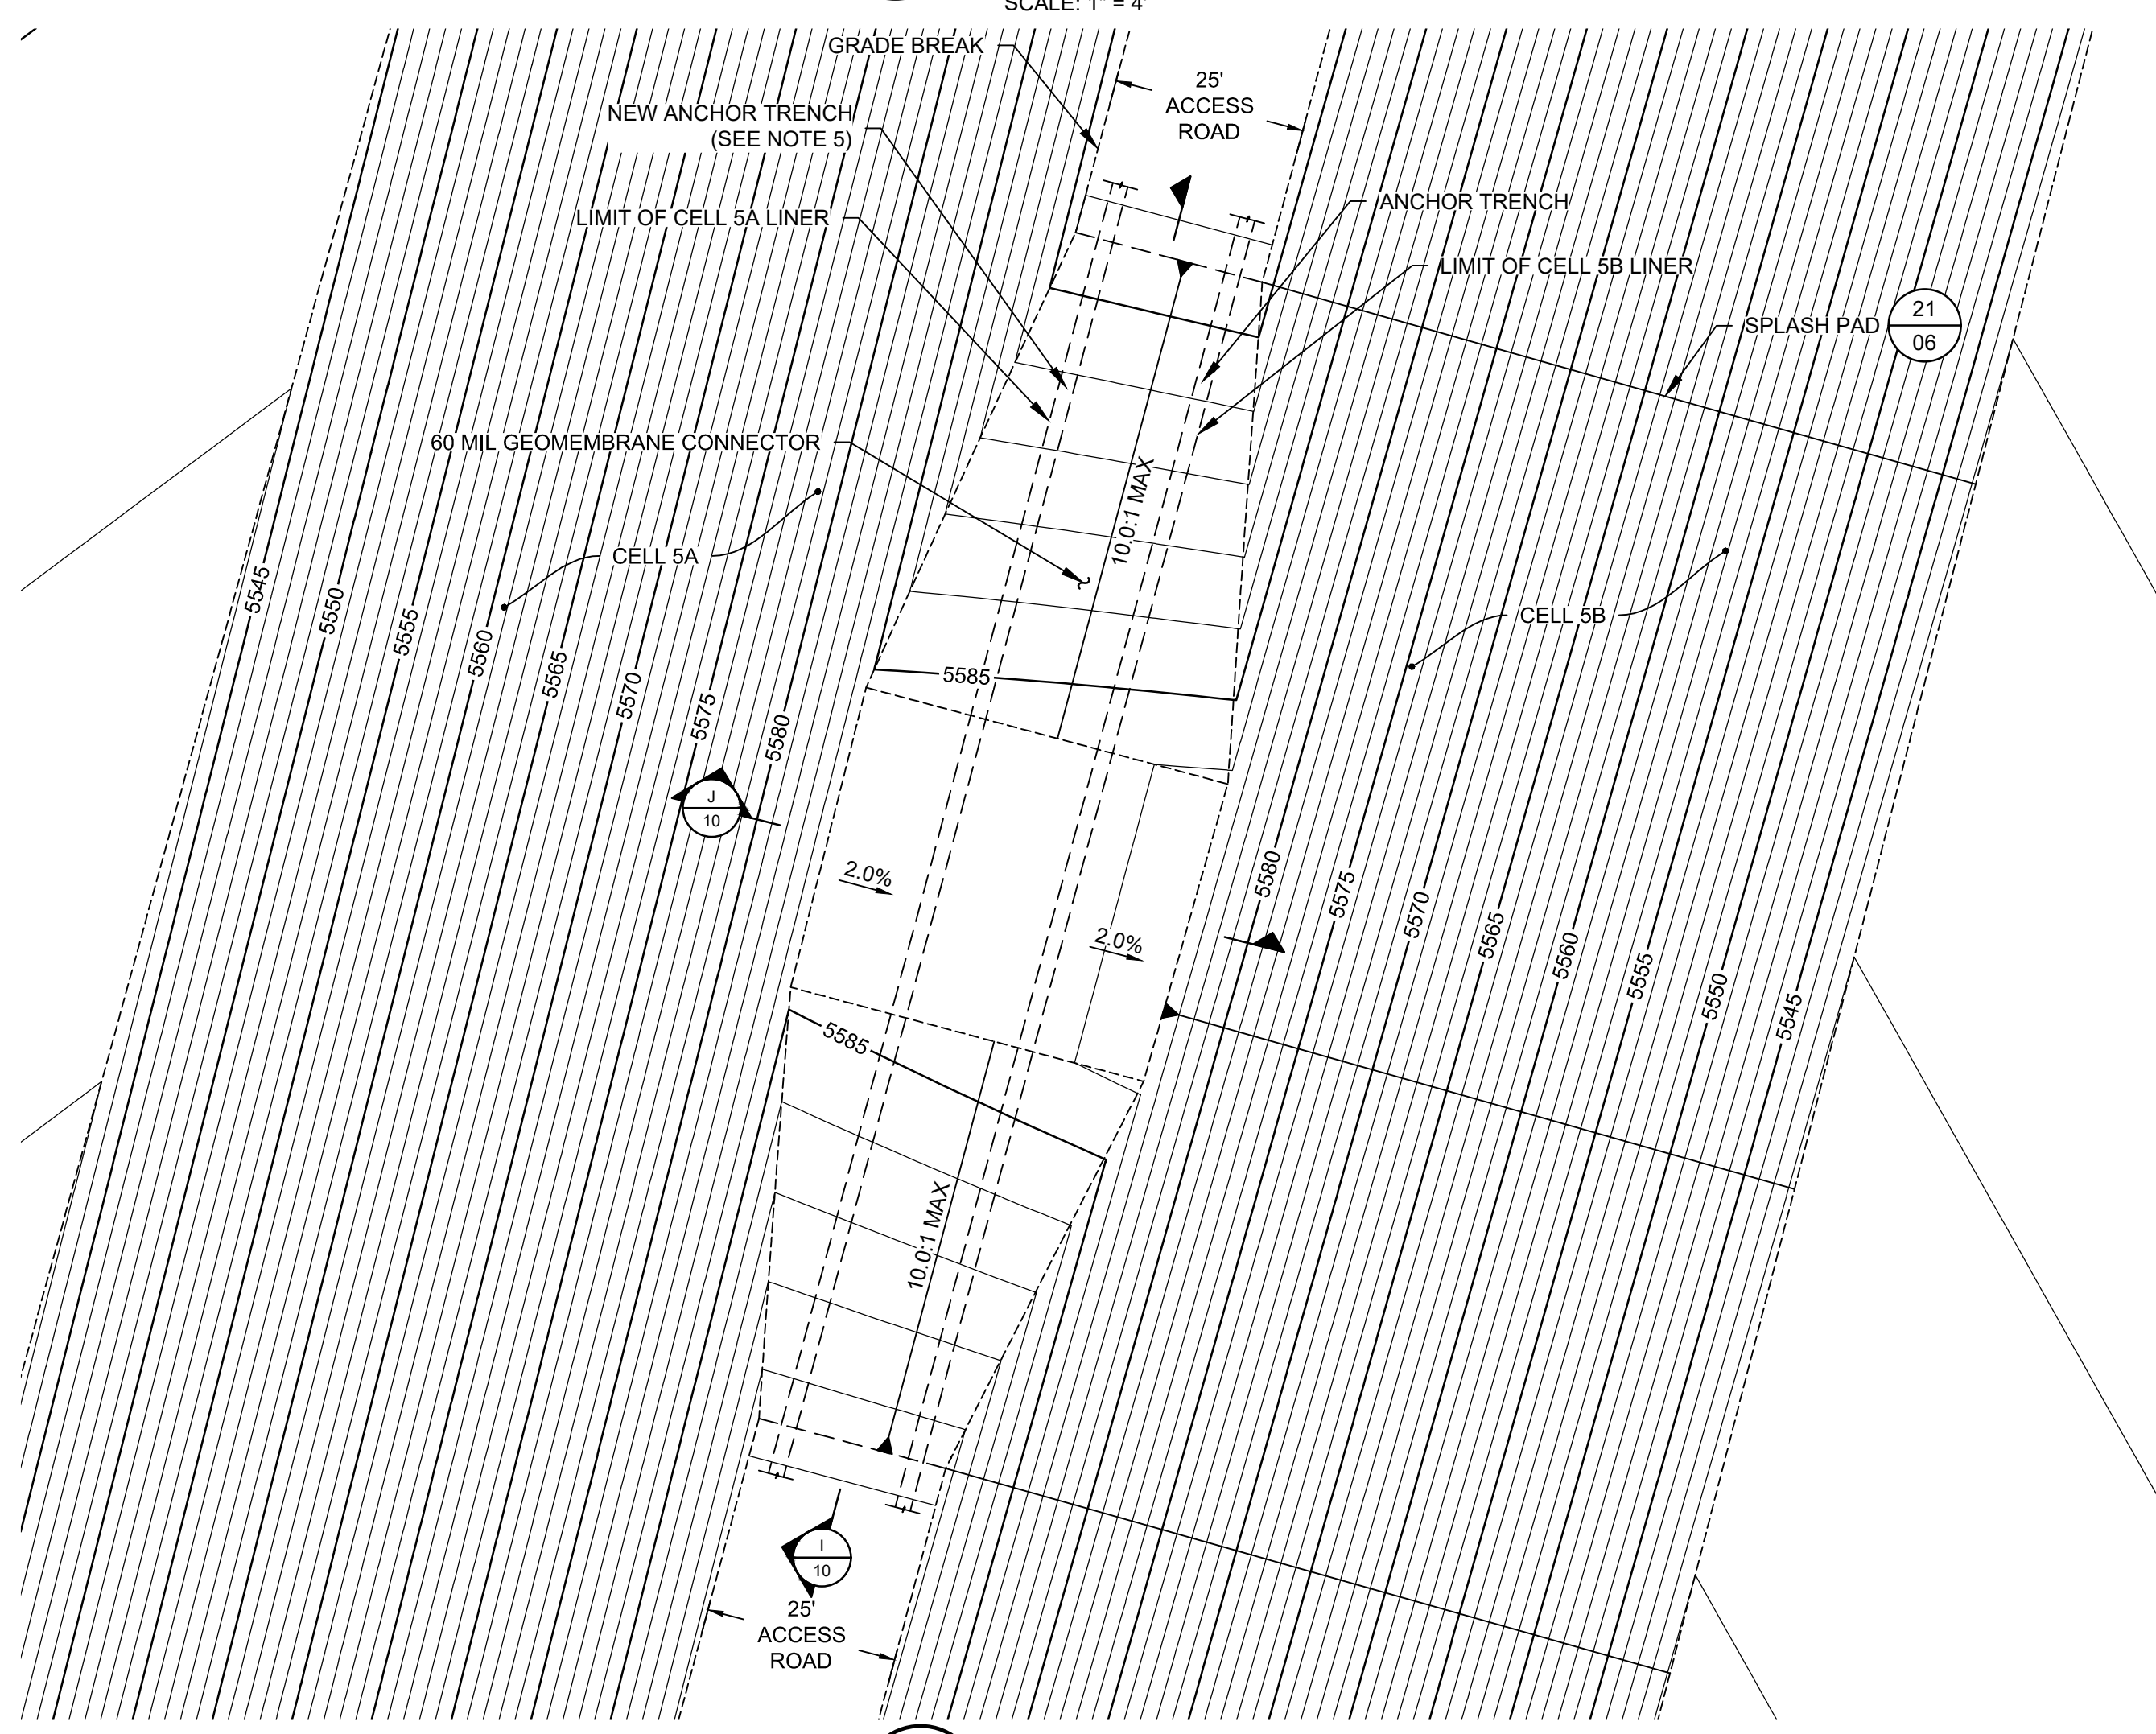 SCALE: 1" = 4'
GRADE BREAK
25'
ACCESS
ROAD
NEW ANCHOR TRENCH
(SEE NOTE 5)
LIMIT OF CELL 5A LINER
ANCHOR TRENCH
LIMIT OF CELL 5B LINER
SPLASH PAD
21
06
60 MIL GEOMEMBRANE CONNECTOR
10.0:1 MAX
CELL 5A
CELL 5B
5545
5550
5555
5560
5565
5570
5575
5580
5585
J
10
2.0%
2.0%
5580
5575
5570
5565
5560
5555
5550
5545
5585
10.0:1 MAX
I
10
25'
ACCESS
ROAD